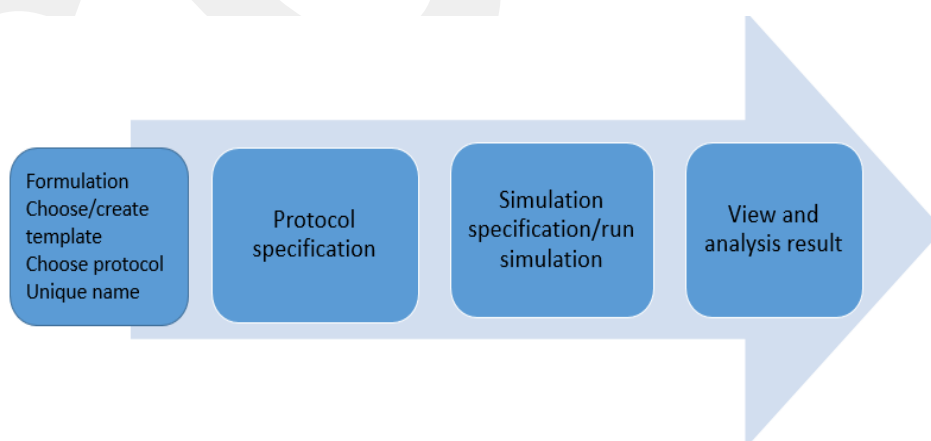 Formulation
Choose/create
template
Choose protocol
Unique name
Protocol
specification
Simulation
specification/run
simulation
View and
analysis result